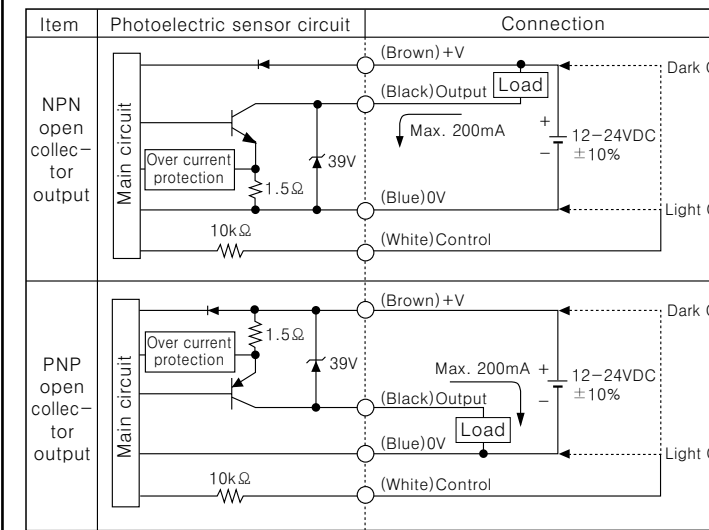 Item
Photoelectric sensor circuit
Connection
NPN
open
collec-
tor
output
Main circuit
Over current
protection
1.5Ω
39V
10kΩ
(Brown)+V
(Black)Output
Load
Max. 200mA
+
12-24VDC
-
±10%
(Blue)0V
(White)Control
Dark
Light
PNP
open
collec-
tor
output
Main circuit
Over current
protection
1.5Ω
39V
10kΩ
(Brown)+V
Max. 200mA
+
12-24VDC
-
±10%
(Black)Output
Load
(Blue)0V
(White)Control
Dark
Light